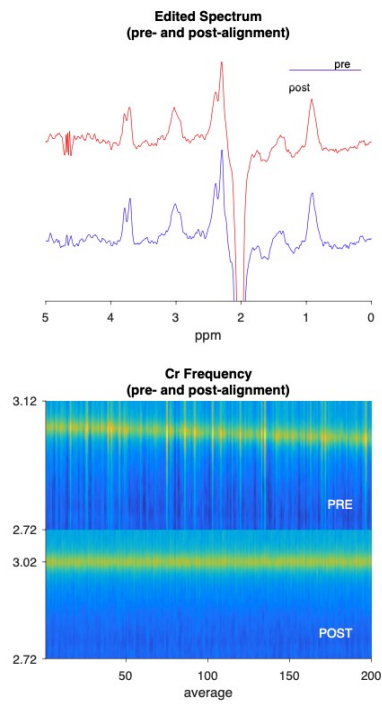 Edited Spectrum
(pre- and post-alignment)
pre
post
5 4 3 2 1 0
ppm
Cr Frequency
(pre- and post-alignment)
3.12
PRE
2.72
3.02
POST
2.72
50 100 150 200
average